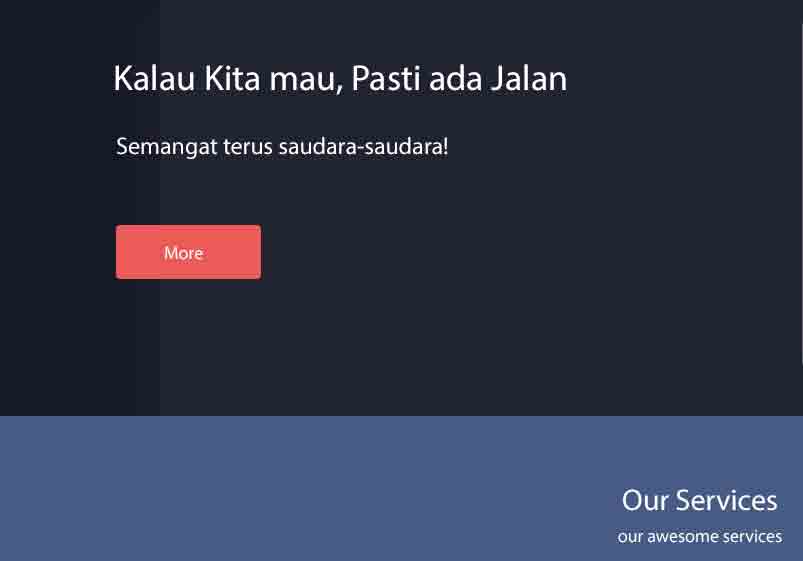 Kalau Kita mau, Pasti ada Jalan
Semangat terus saudara-saudara!
More
Our Services
our awesome services